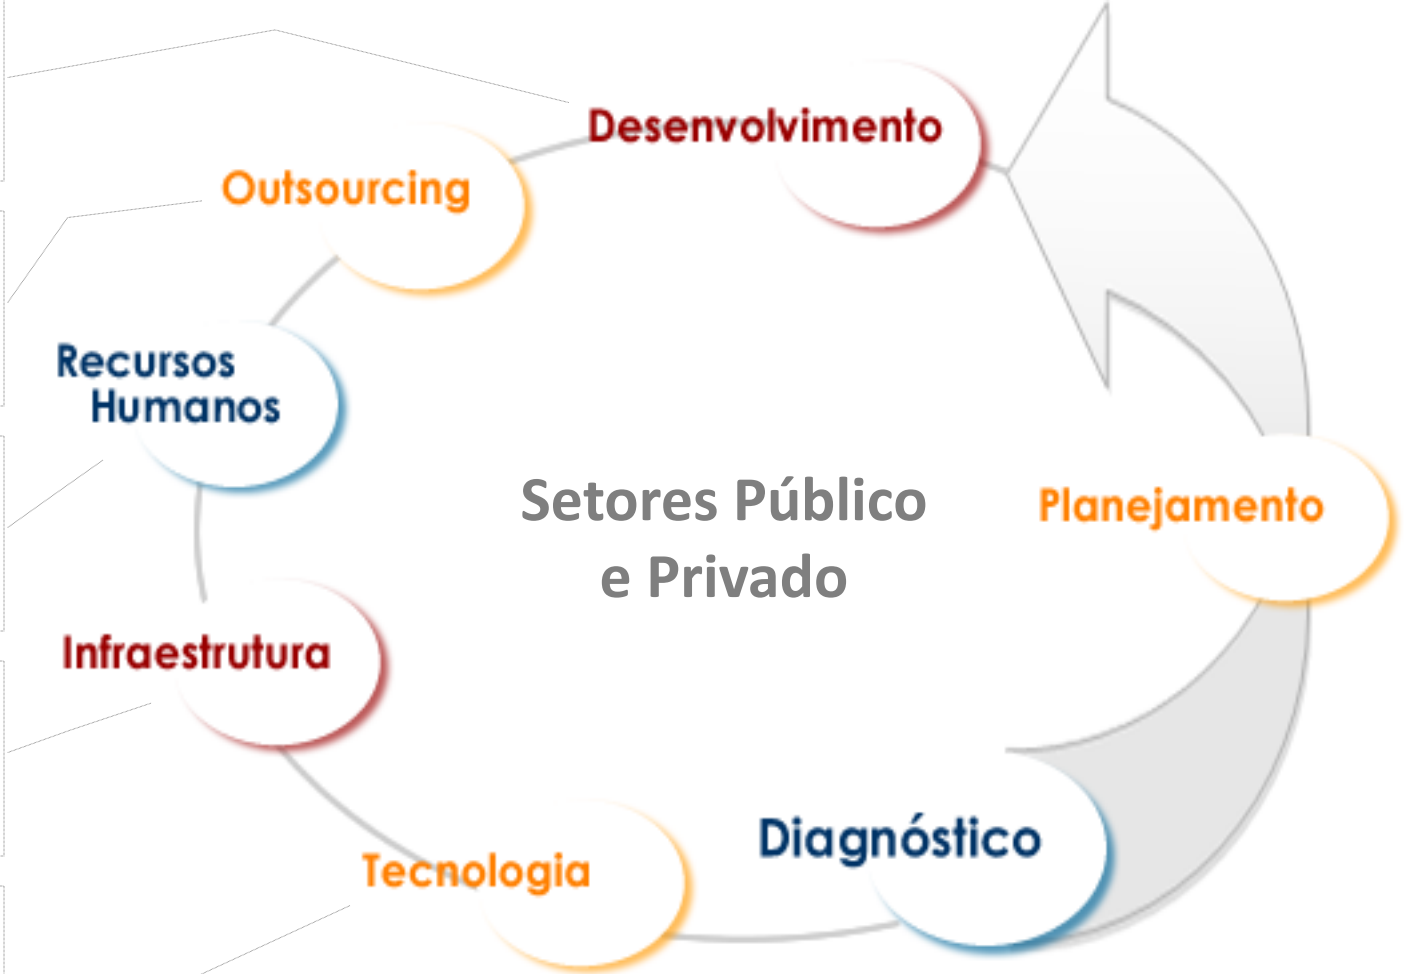 Desenvolvimento
Outsourcing
Recursos
Humanos
Setores Público
e Privado
Planejamento
Infraestrutura
Diagnóstico
Tecnologia